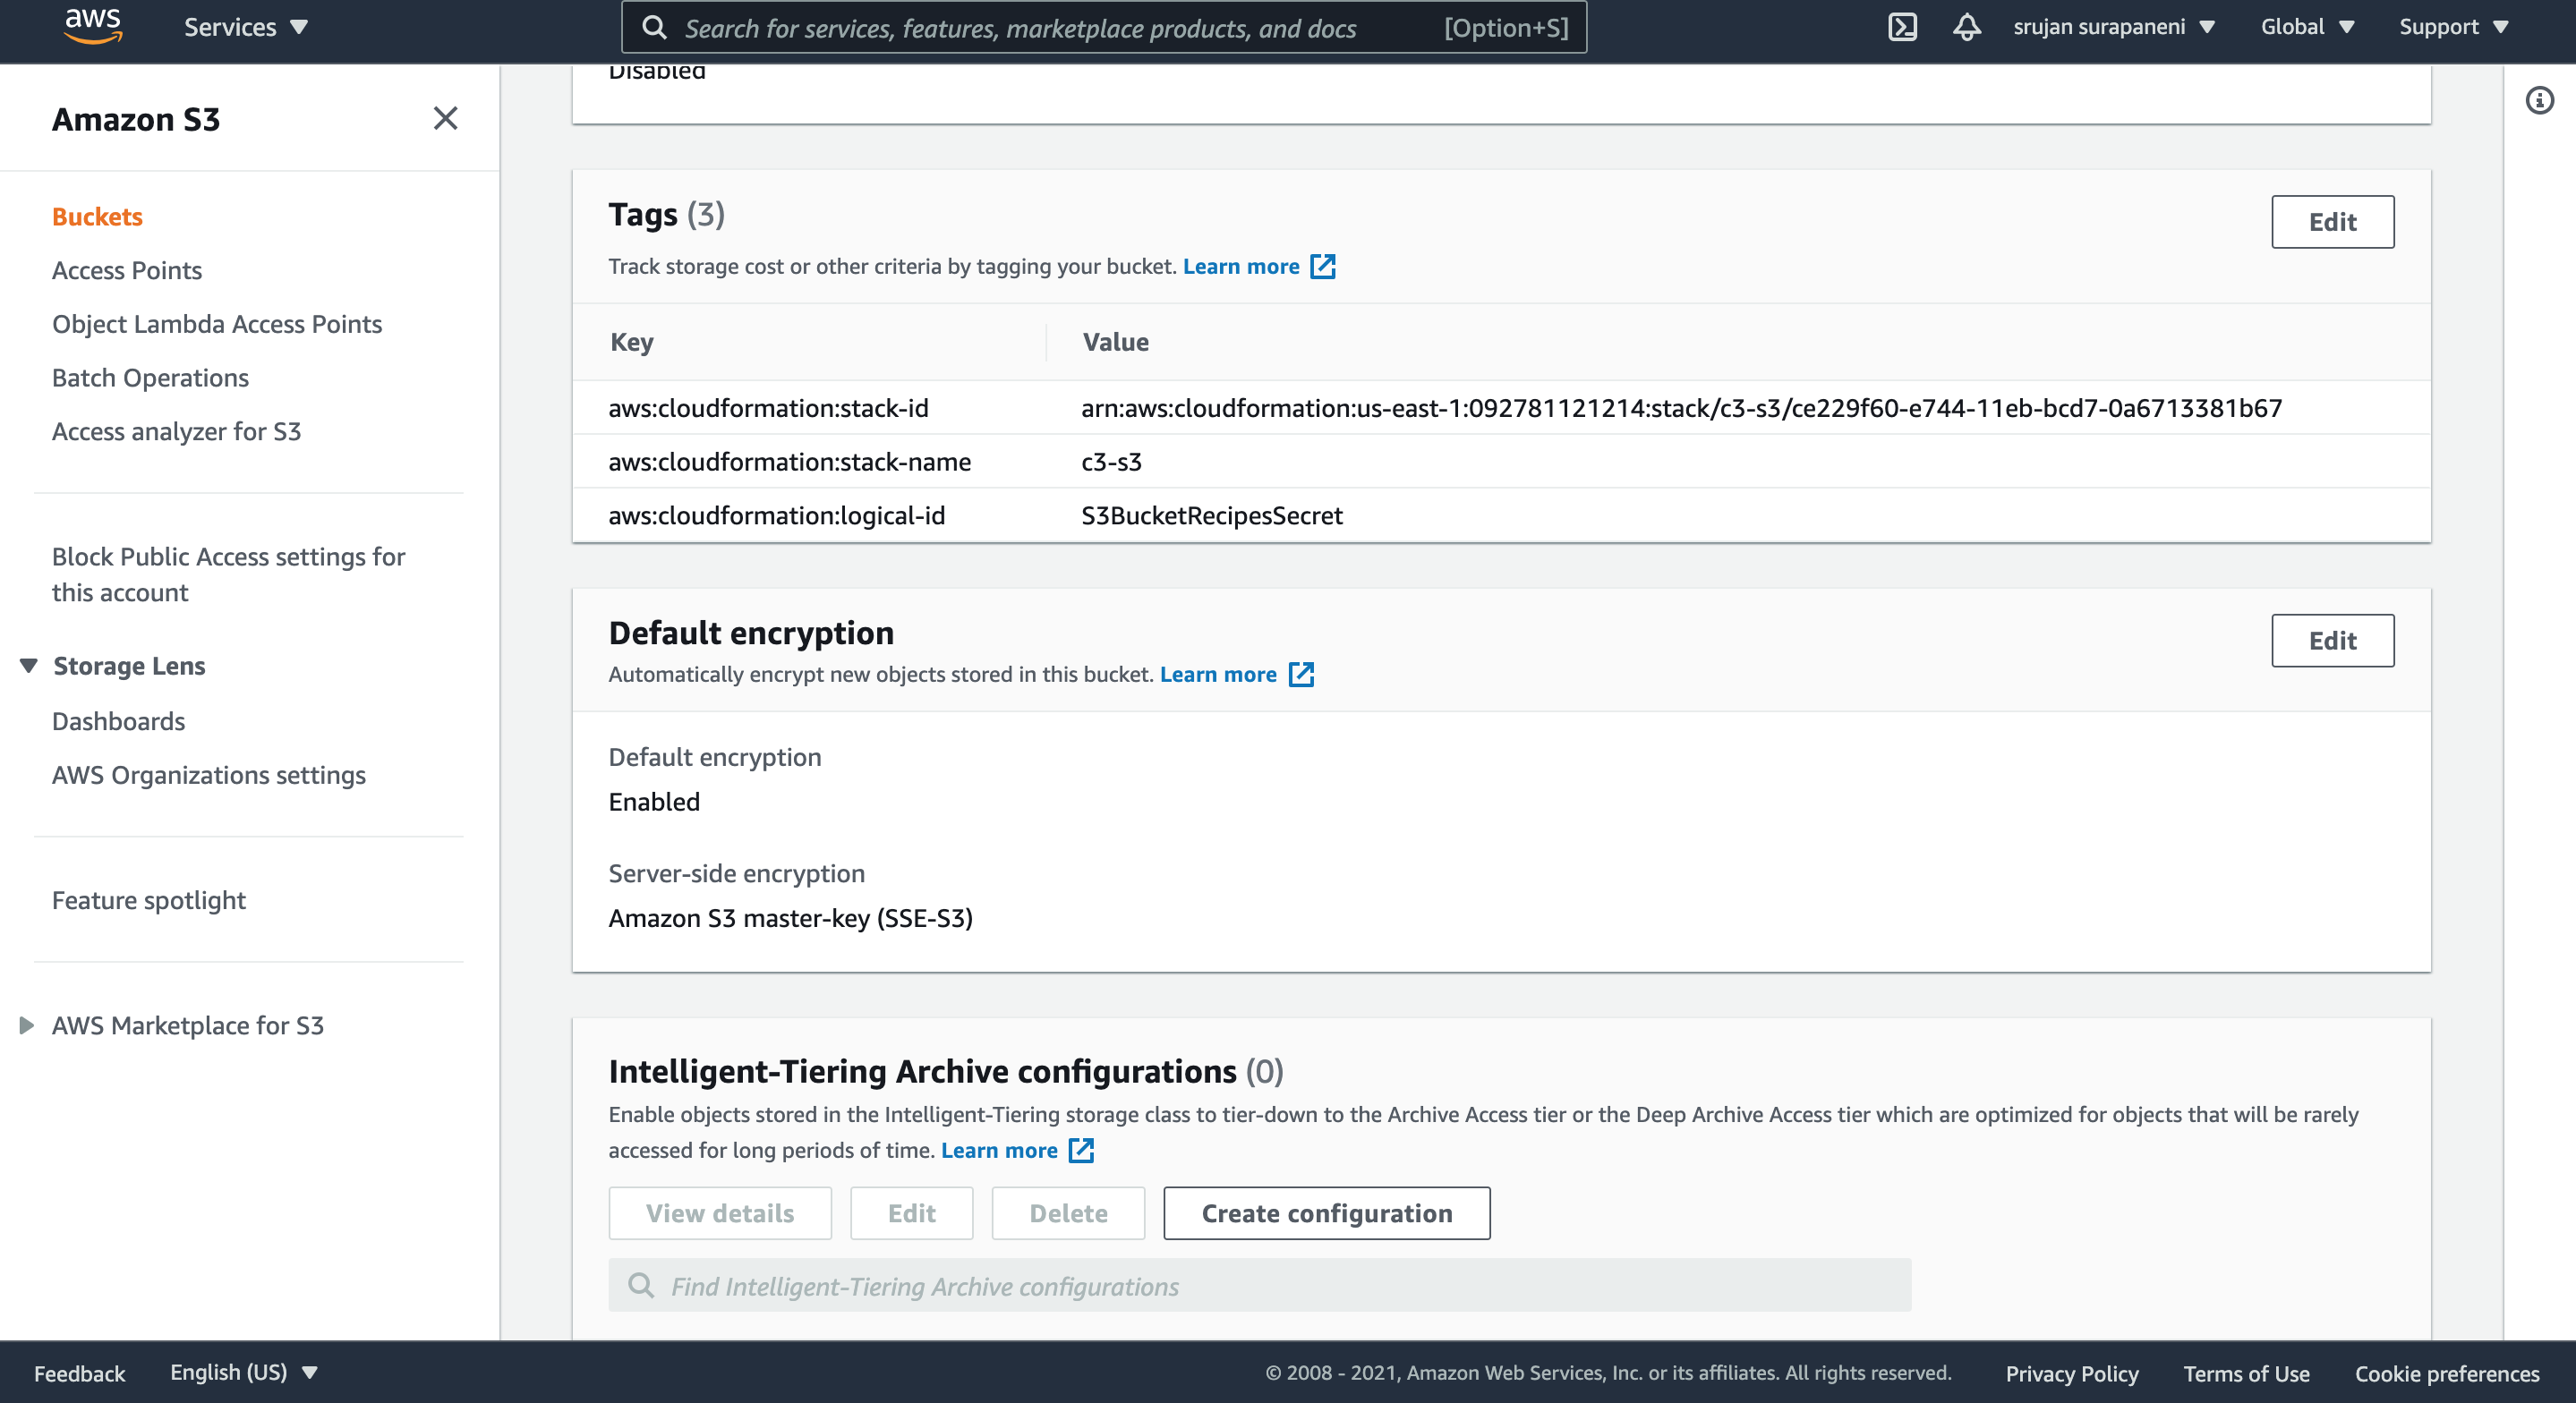 aws
Services
Search for services, features, marketplace products, and docs [Option+S]
srujan surapaneni
Global
Support
Amazon S3
Buckets
Access Points
Object Lambda Access Points
Batch Operations
Access analyzer for S3
Block Public Access settings for
this account
Storage Lens
Dashboards
AWS Organizations settings
Feature spotlight
AWS Marketplace for S3
Disabled
Tags (3)
Edit
Track storage cost or other criteria by tagging your bucket. Learn more
Key Value
aws:cloudformation:stack-id arn:aws:cloudformation:us-east-1:092781121214:stack/c3-s3/ce229f60-e744-11eb-bcd7-0a6713381b67
aws:cloudformation:stack-name c3-s3
aws:cloudformation:logical-id S3BucketRecipesSecret
Default encryption
Edit
Automatically encrypt new objects stored in this bucket. Learn more
Default encryption
Enabled
Server-side encryption
Amazon S3 master-key (SSE-S3)
Intelligent-Tiering Archive configurations (0)
Enable objects stored in the Intelligent-Tiering storage class to tier-down to the Archive Access tier or the Deep Archive Access tier which are optimized for objects that will be rarely
accessed for long periods of time. Learn more
View details Edit Delete Create configuration
Find Intelligent-Tiering Archive configurations
Feedback English (US) © 2008 - 2021, Amazon Web Services, Inc. or its affiliates. All rights reserved. Privacy Policy Terms of Use Cookie preferences